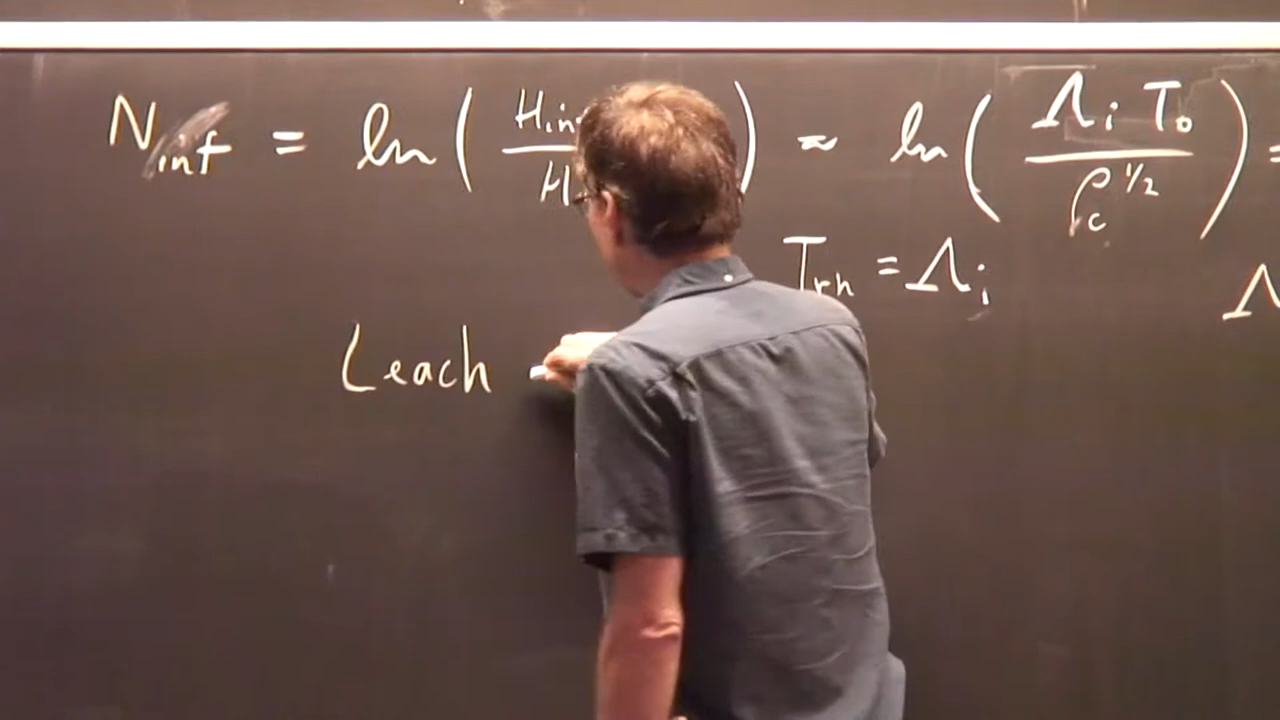 N_inf = ln( H_in / H ) ≈ ln( Λ_i T_0 / ρ_c^{1/2} ) =
T_rh = Λ_i Λ
Leach